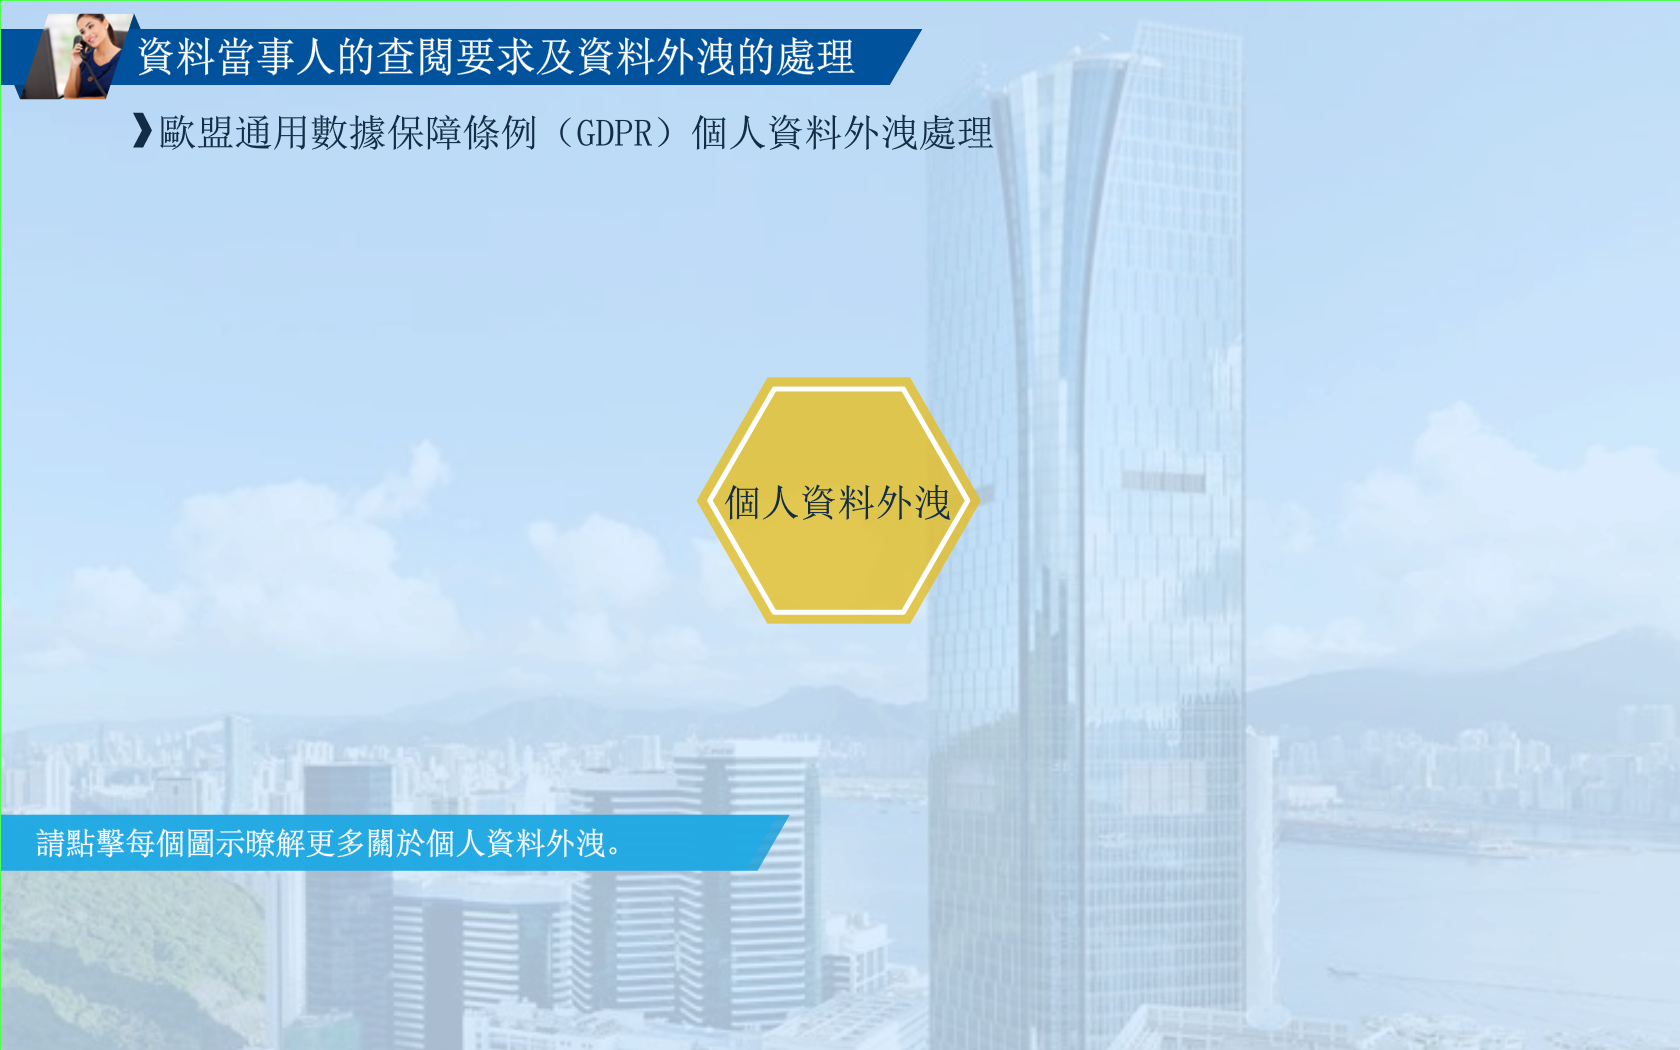 資料當事人的查閱要求及資料外洩的處理
歐盟通用數據保障條例（GDPR）個人資料外洩處理
個人資料外洩
請點擊每個圖示暸解更多關於個人資料外洩。